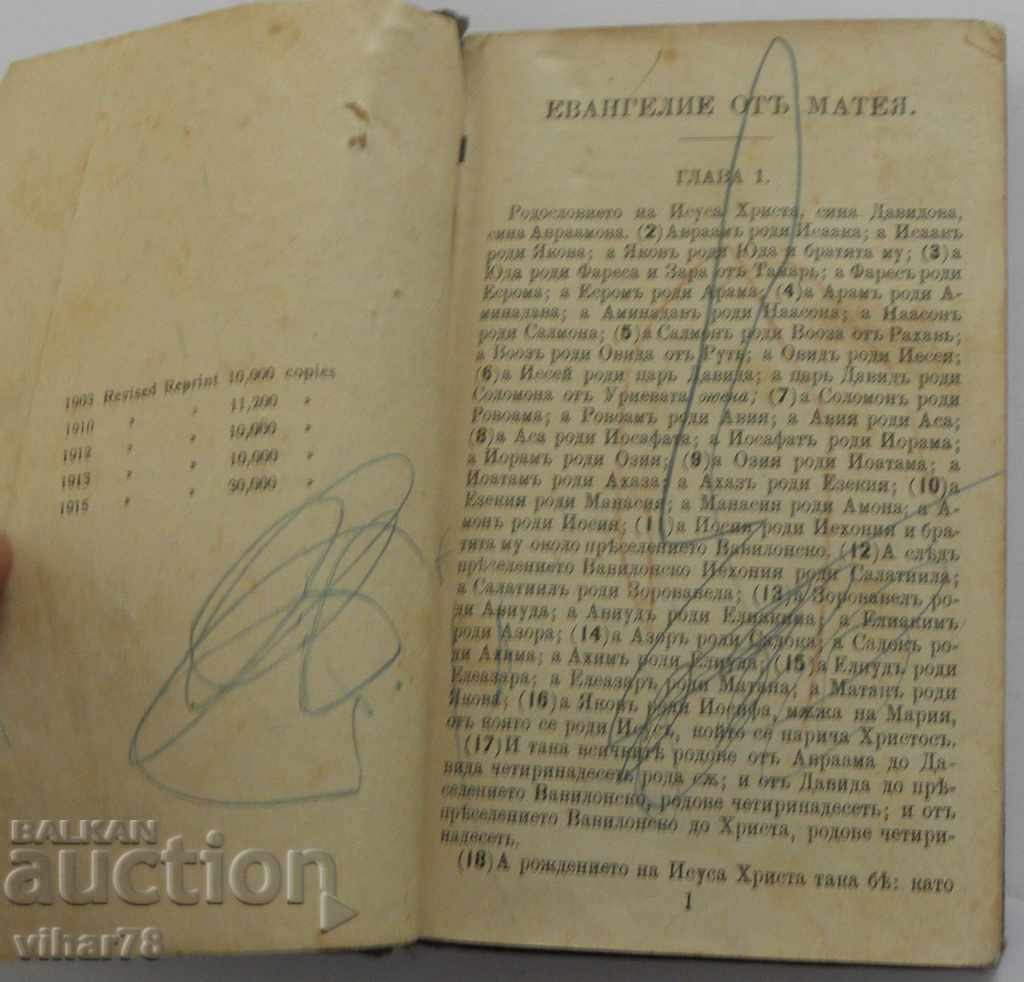 1903 Revised Reprint 10,000 copies
1910 " " 11,200 "
1912 " " 10,000 "
1913 " " 10,000 "
1915 " " 30,000 "
ЕВАНГЕЛИЕ ОТЪ МАТЕЯ.
ГЛАВА 1.
Родословието на Исуса Христа, сина Давидова,
сина Авраамова. (2)Авраамъ роди Исаака; а Исаакъ
роди Якова; а Яковъ роди Юда и братята му; (3)а
Юда роди Фареса и Зара отъ Тамарь; а Фаресъ роди
Есрома; а Есромъ роди Арама; (4)а Арамъ роди А-
минадава; а Аминадавъ роди Наасона; а Наасонъ
роди Салмона; (5)а Салмонъ роди Вооза отъ Рахавъ;
а Воозъ роди Овида отъ Руть; а Овидъ роди Иессея;
(6)а Иессей роди царь Давида; а царь Давидъ роди
Соломона отъ Уриевата жена; (7)а Соломонъ роди
Ровоама; а Ровоамъ роди Авия; а Авия роди Аса;
(8)а Аса роди Иосафата; а Иосафатъ роди Иорама;
а Иорамъ роди Озия; (9)а Озия роди Иоатама; а
Иоатамъ роди Ахаза; а Ахазъ роди Езекия; (10)а
Езекия роди Манасия; а Манасия роди Амона; а А-
монъ роди Иосия; (11)а Иосия роди Иехония и бра-
тята му около прѣселението Вавилонско. (12)А слѣдъ
прѣселението Вавилонско Иехония роди Салатиила;
а Салатиилъ роди Зоровавела; (13)а Зоровавелъ ро-
ди Авиуда; а Авиудъ роди Елиакима; а Елиакимъ
роди Азора; (14)а Азоръ роди Садока; а Садокъ ро-
ди Ахима; а Ахимъ роди Елиуда; (15)а Елиудъ роди
Елеазара; а Елеазаръ роди Матана; а Матанъ роди
Якова; (16)а Яковъ роди Иосифа, мѫжа на Мария,
отъ която се роди Исусъ, който се нарича Христосъ.
(17)И така всичкитѣ родове отъ Авраама до Да-
вида четиринадесеть рода сѫ; и отъ Давида до прѣ-
селението Вавилонско, родове четиринадесеть; и отъ
прѣселението Вавилонско до Христа, родове четири-
надесеть.
(18)А рождението на Исуса Христа така бѣ: като
1
BALKAN
auction
vihar78